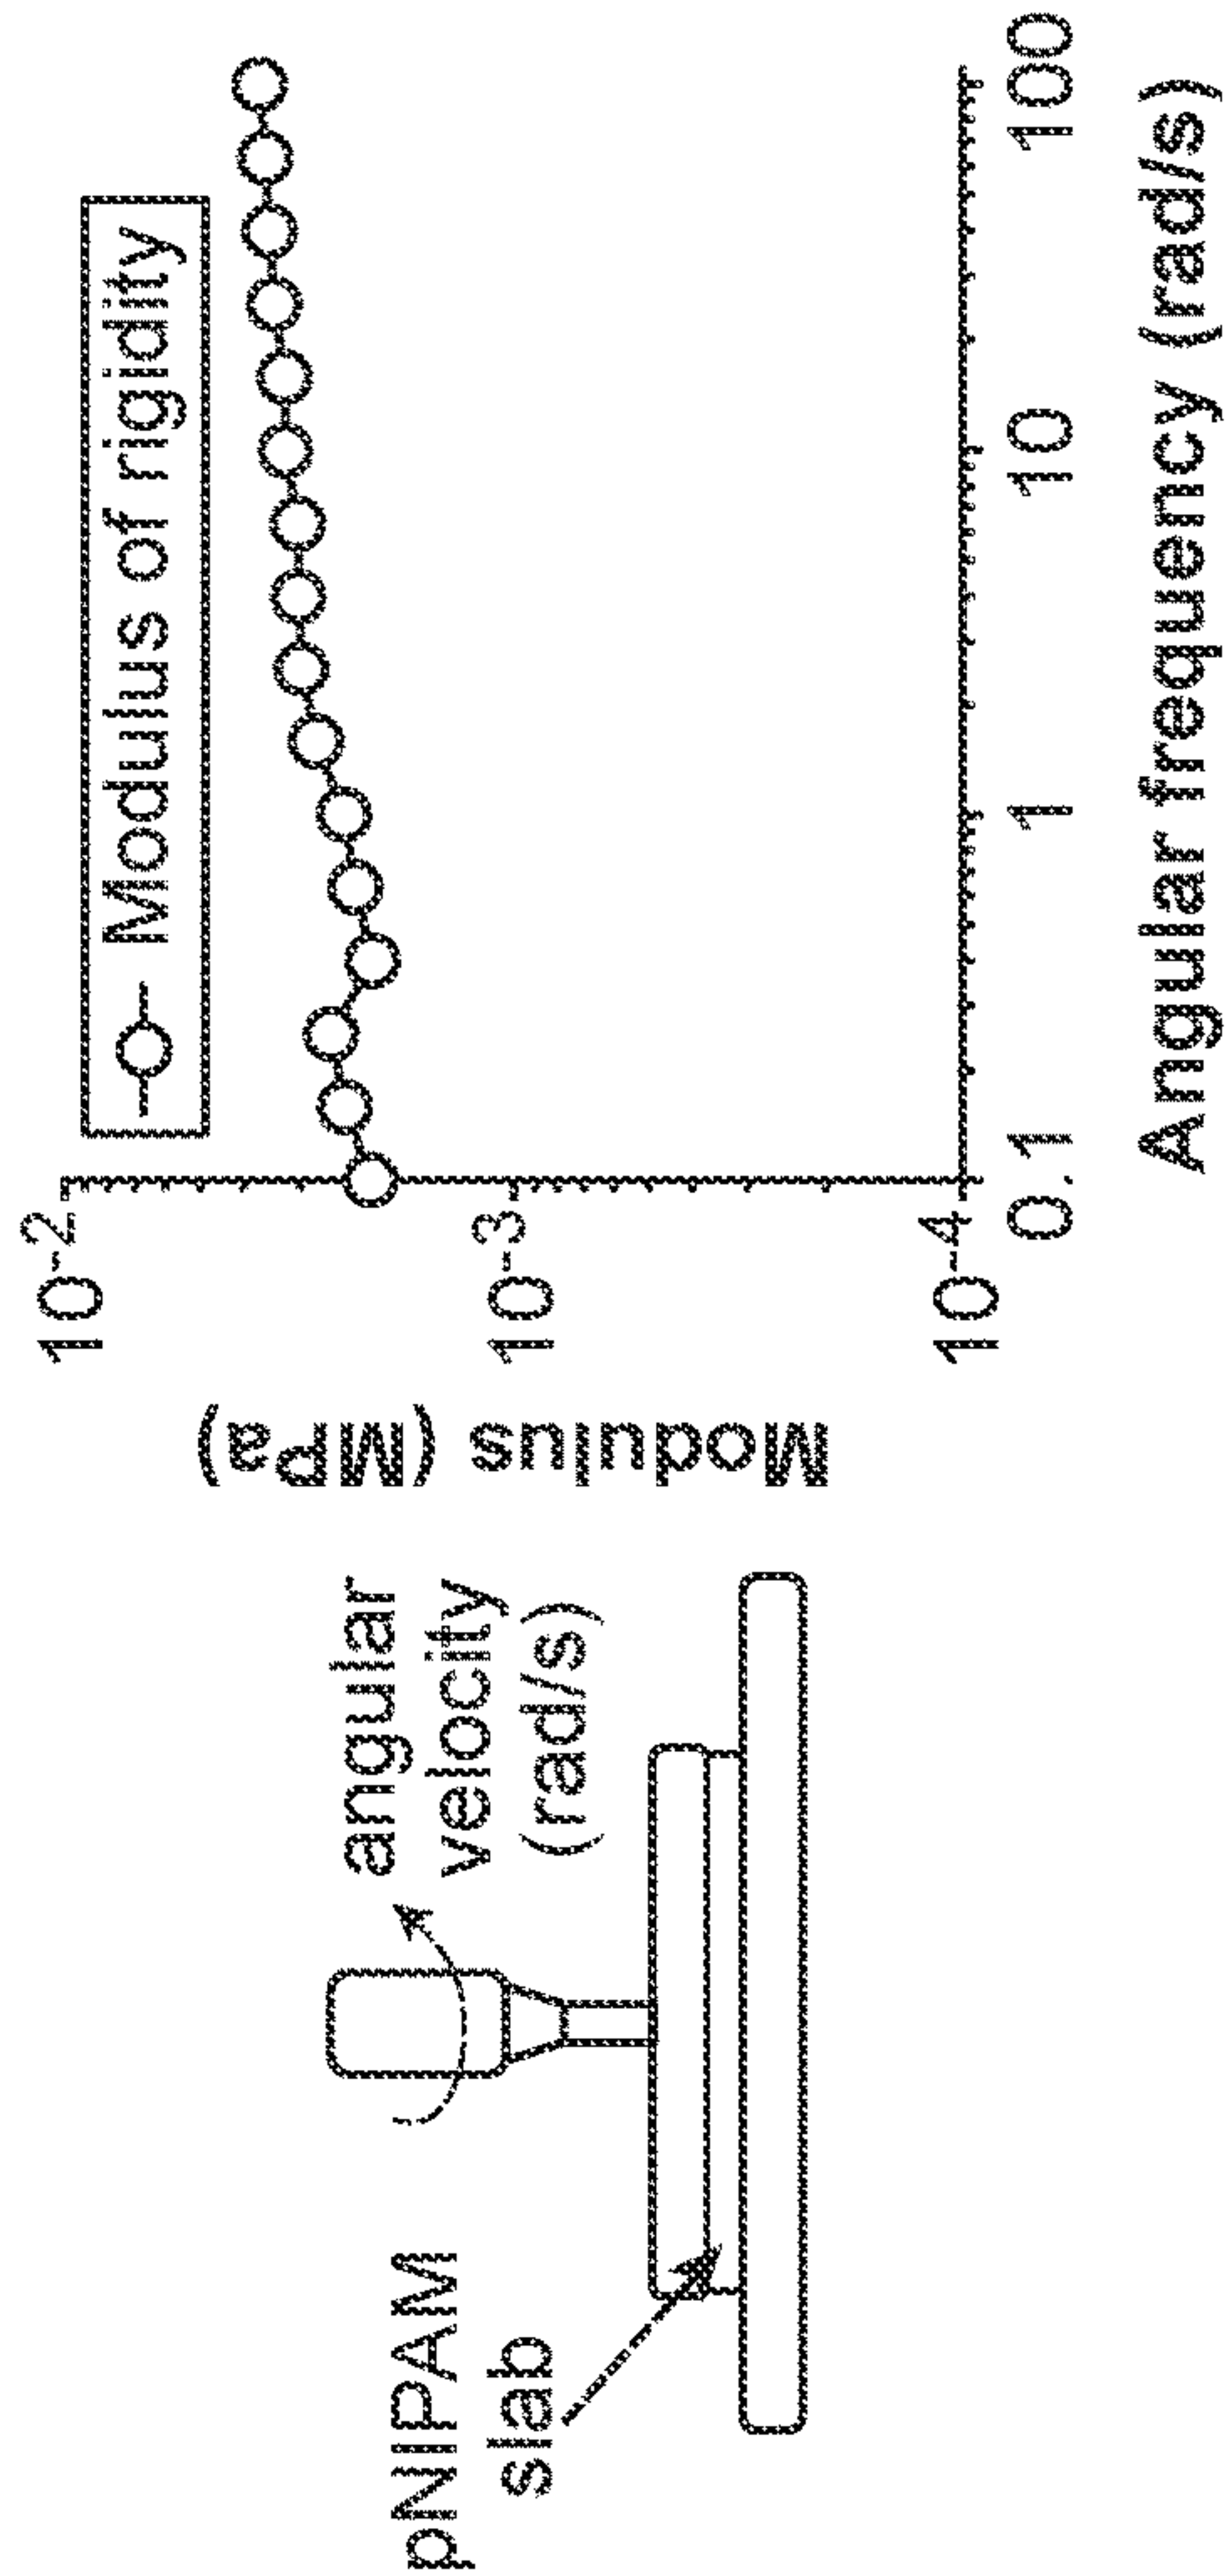 pNIPAM
slab
angular
velocity
(rad/s)
Modulus (MPa)
10⁻²
10⁻³
10⁻⁴
Modulus of rigidity
0.1
1
10
100
Angular frequency (rad/s)